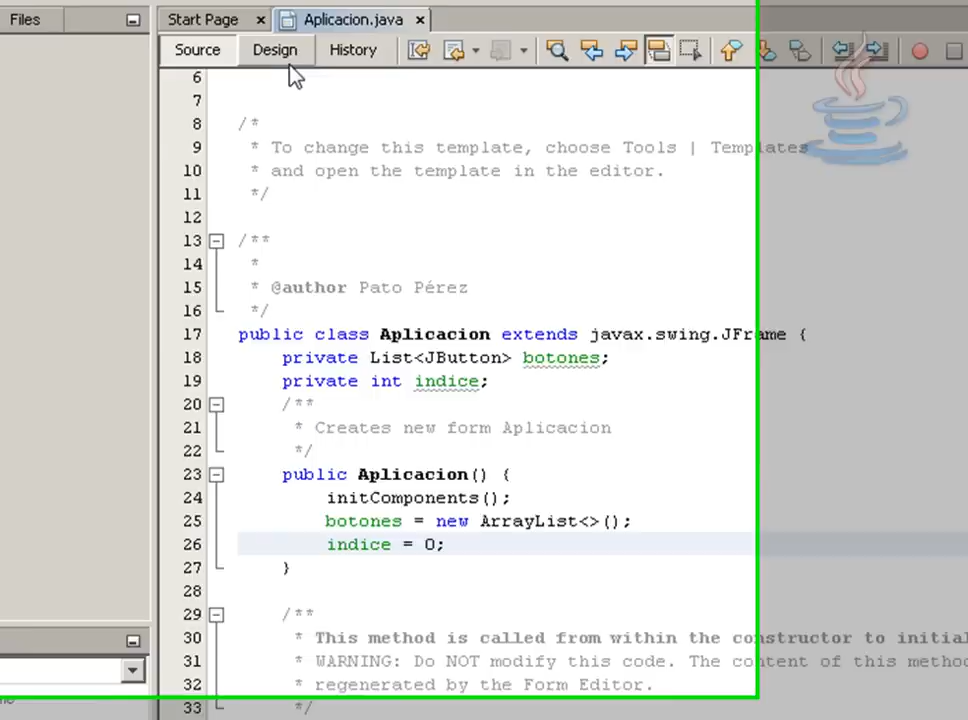 Files
Start Page
Aplicacion.java
Source
Design
History
6
7
8 /*
9 * To change this template, choose Tools | Templates
10 * and open the template in the editor.
11 */
12
13 /**
14 *
15 * @author Pato Pérez
16 */
17 public class Aplicacion extends javax.swing.JFrame {
18 private List<JButton> botones;
19 private int indice;
20 /**
21 * Creates new form Aplicacion
22 */
23 public Aplicacion() {
24 initComponents();
25 botones = new ArrayList<>();
26 indice = 0;
27 }
28
29 /**
30 * This method is called from within the constructor to initial
31 * WARNING: Do NOT modify this code. The content of this metho
32 * regenerated by the Form Editor.
33 */